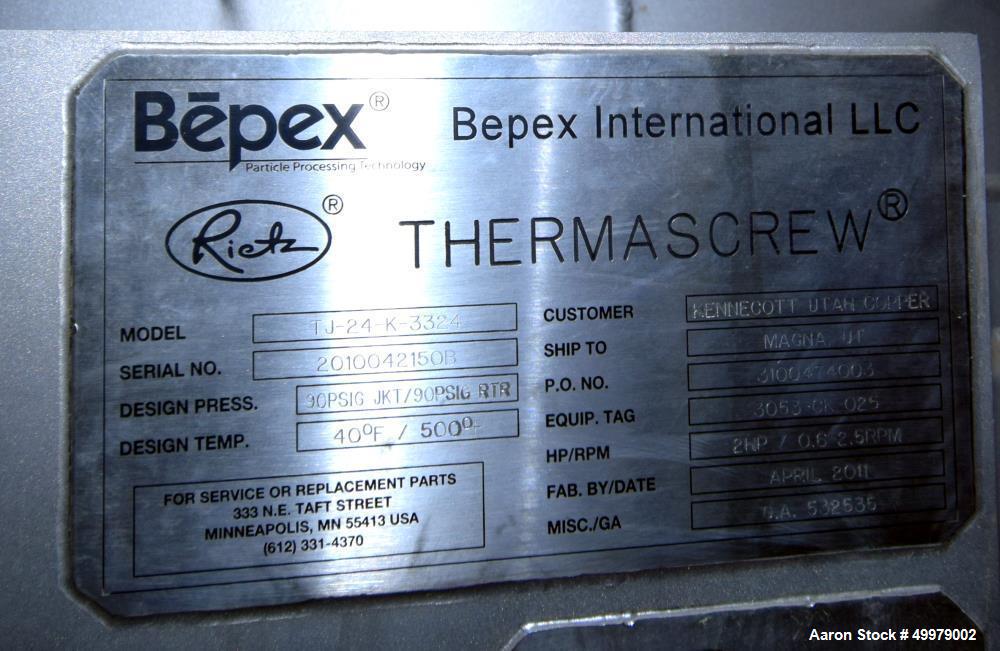 Bēpex® Bepex International LLC
Particle Processing Technology
Rietz® THERMASCREW®
MODEL TJ-24-K-3324
SERIAL NO. 2010042150B
DESIGN PRESS. 90PSIG JKT/90PSIG RTR
DESIGN TEMP. 40°F / 500°F
FOR SERVICE OR REPLACEMENT PARTS
333 N.E. TAFT STREET
MINNEAPOLIS, MN 55413 USA
(612) 331-4370
CUSTOMER KENNECOTT UTAH COPPER
SHIP TO MAGNA, UT
P.O. NO. 3100474003
EQUIP. TAG 3053-CK-025
HP/RPM 2HP / 0.6-2.5RPM
FAB. BY/DATE APRIL 2011
MISC./GA 532535
Aaron Stock # 49979002